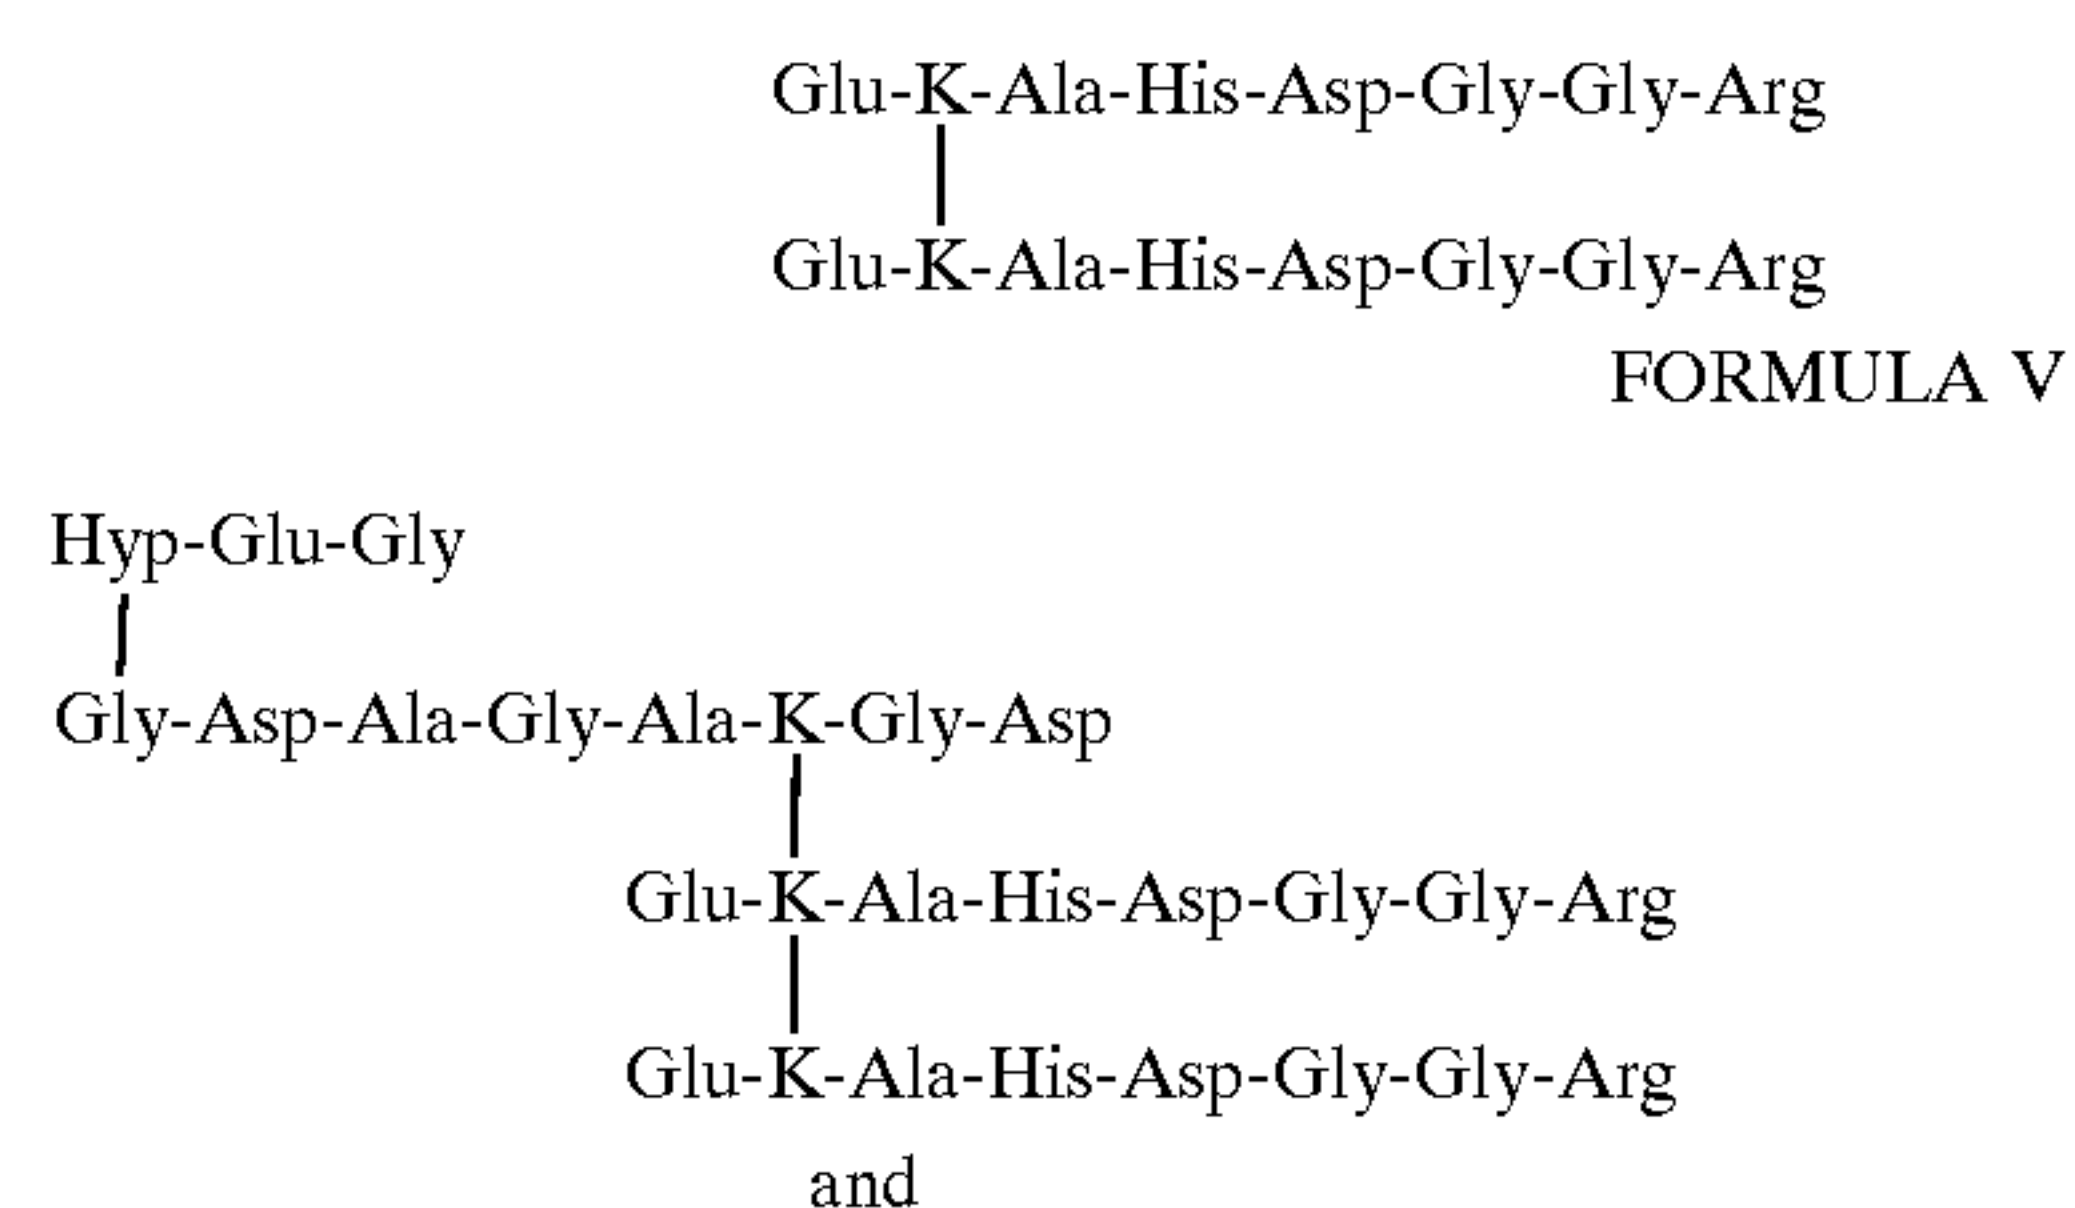 Glu-K-Ala-His-Asp-Gly-Gly-Arg
Glu-K-Ala-His-Asp-Gly-Gly-Arg
FORMULA V
Hyp-Glu-Gly
Gly-Asp-Ala-Gly-Ala-K-Gly-Asp
Glu-K-Ala-His-Asp-Gly-Gly-Arg
Glu-K-Ala-His-Asp-Gly-Gly-Arg
and